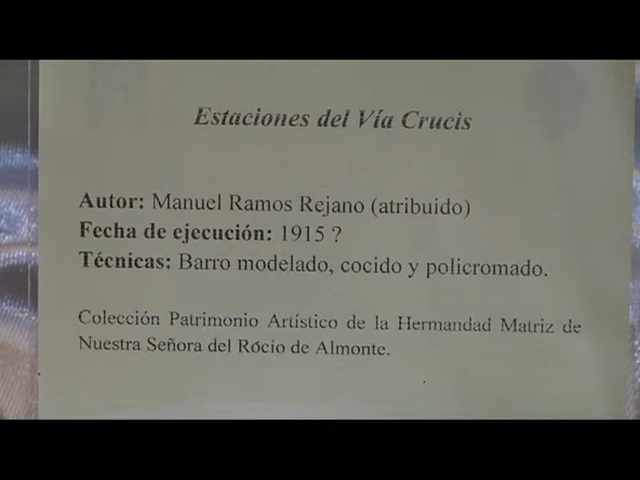 Estaciones del Vía Crucis
Autor: Manuel Ramos Rejano (atribuido)
Fecha de ejecución: 1915 ?
Técnicas: Barro modelado, cocido y policromado.
Colección Patrimonio Artístico de la Hermandad Matriz de
Nuestra Señora del Rocío de Almonte.